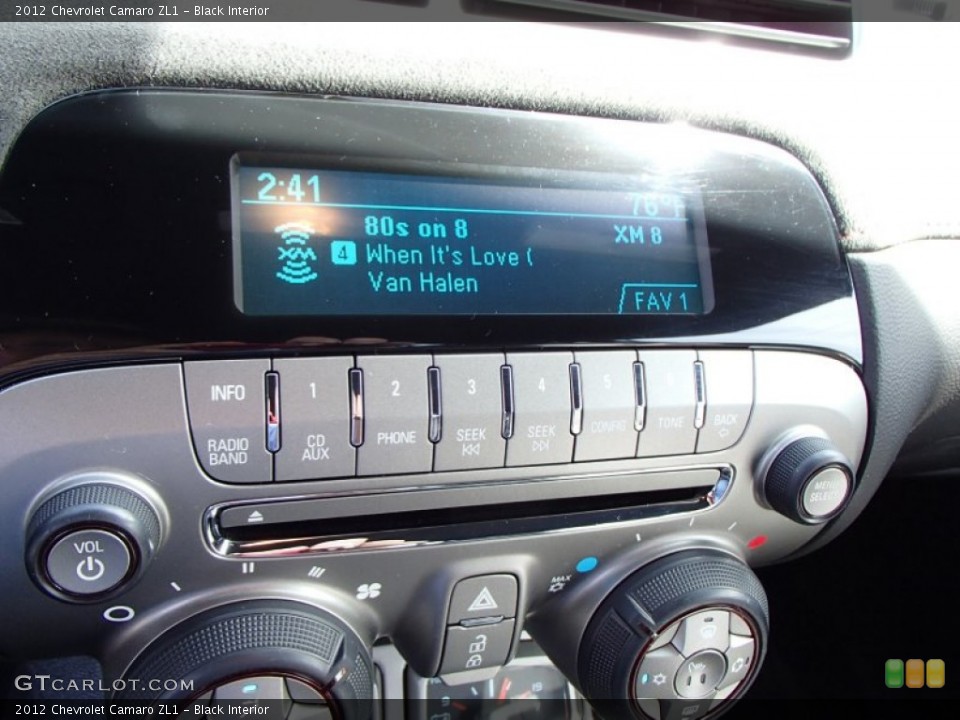 2012 Chevrolet Camaro ZL1 - Black Interior
2:41
76°F
80s on 8
XM 8
XM
4 When It's Love (
Van Halen
FAV 1
INFO
1
2
3
4
5
RADIO
BAND
CD
AUX
PHONE
SEEK
SEEK
CONFIG
TONE
BACK
MENU
SELECT
VOL
MAX
GTCARLOT.COM
2012 Chevrolet Camaro ZL1 - Black Interior